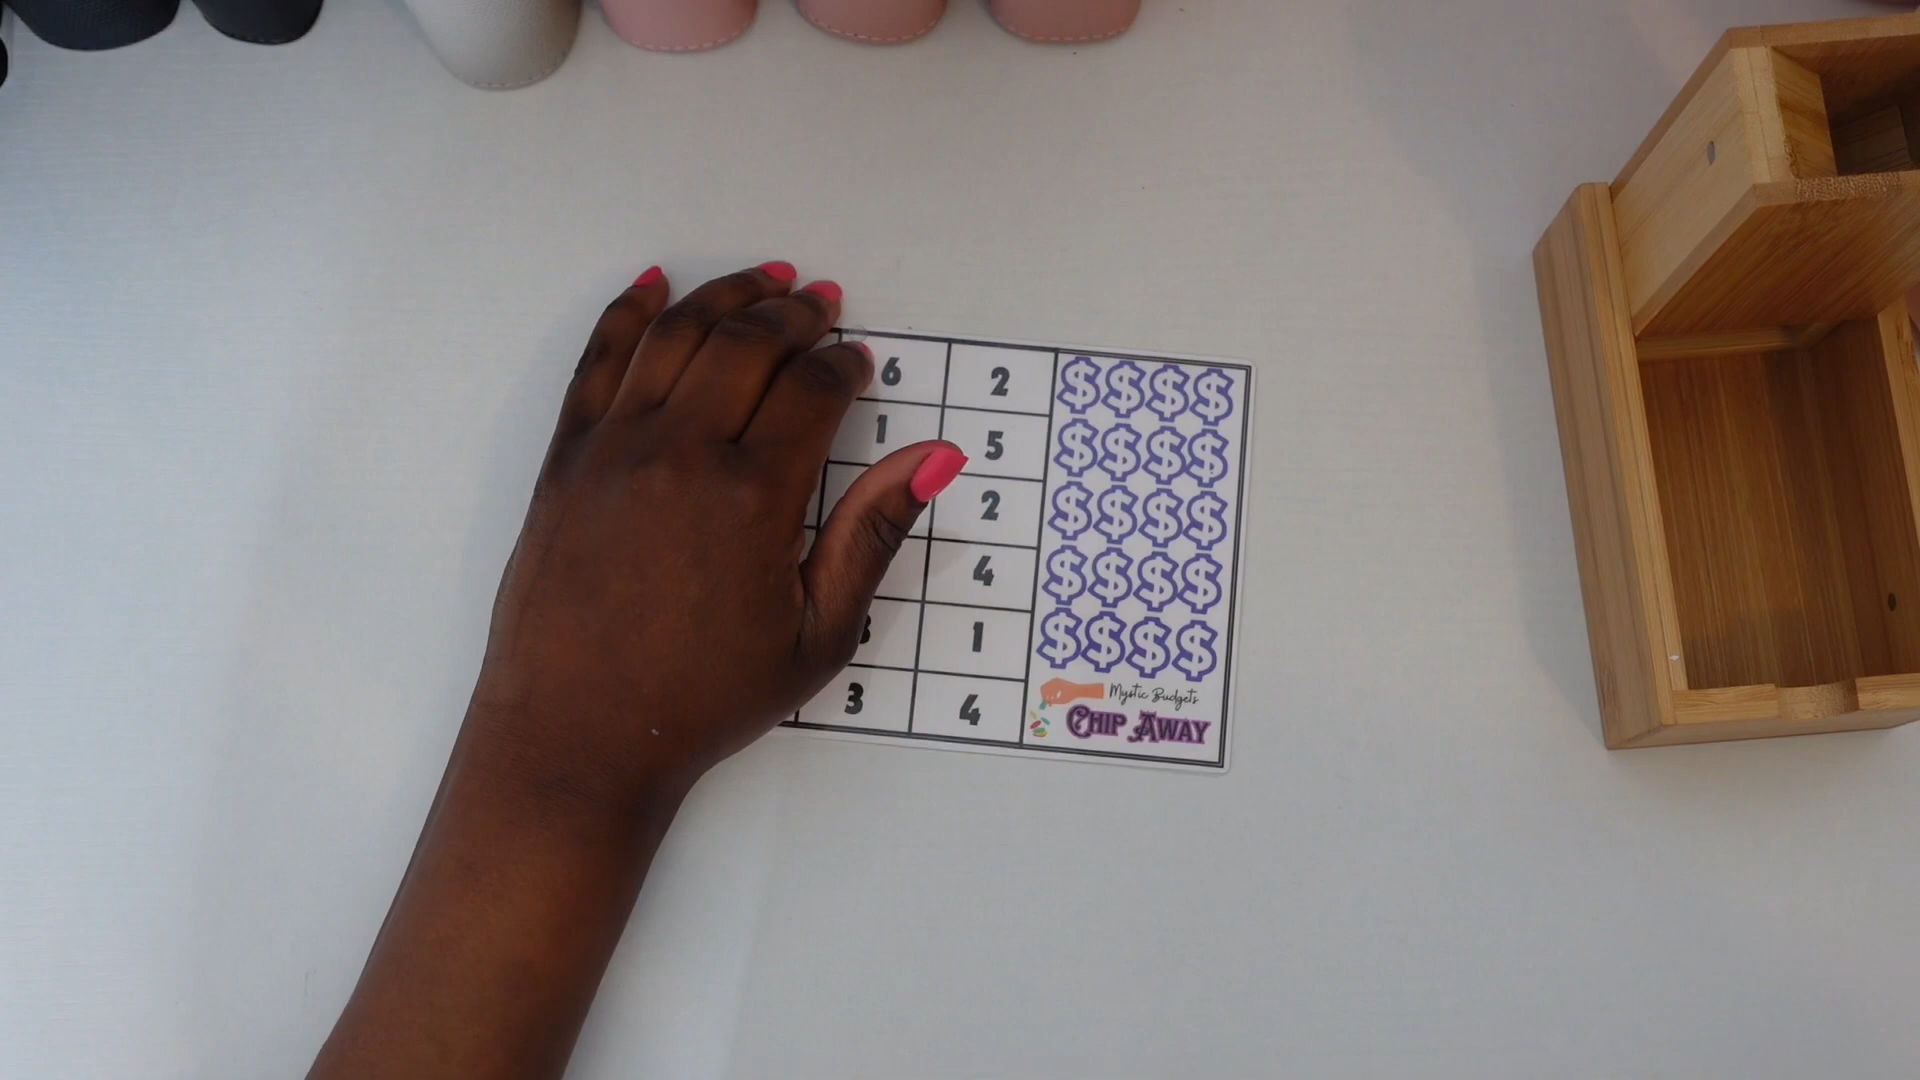 6 2 $ $ $ $
1 5 $ $ $ $
2 $ $ $ $
4 $ $ $ $
1 $ $ $ $
3 4
Mystic Budgets
CHIP AWAY